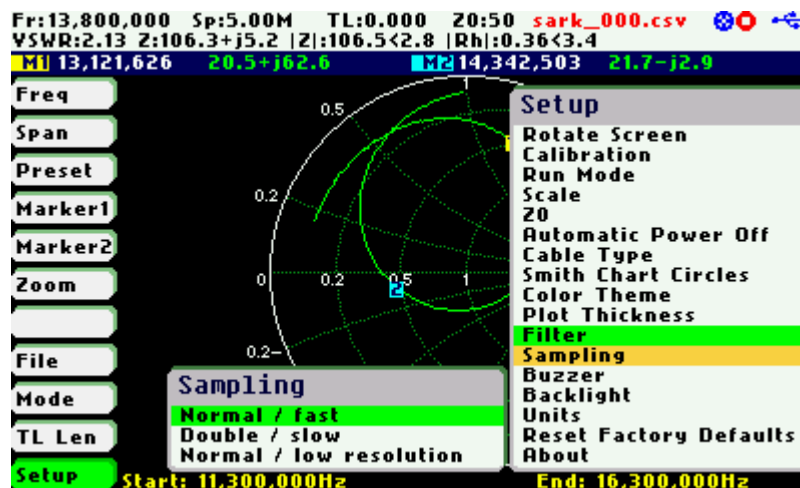 Fr:13,800,000 Sp:5.00M TL:0.000 Z0:50 sark_000.csv
VSWR:2.13 Z:106.3+j5.2 |Z|:106.5<2.8 |Rh|:0.36<3.4
M1 13,121,626 20.5+j62.6 M2 14,342,503 21.7-j2.9
Freq
Span
Preset
Marker1
Marker2
Zoom
File
Mode
TL Len
Setup
0.5
1
0.2
0
0.2
0.5
1
0.2-
2
Setup
Rotate Screen
Calibration
Run Mode
Scale
Z0
Automatic Power Off
Cable Type
Smith Chart Circles
Color Theme
Plot Thickness
Filter
Sampling
Buzzer
Backlight
Units
Reset Factory Defaults
About
Sampling
Normal / fast
Double / slow
Normal / low resolution
Start: 11,300,000Hz
End: 16,300,000Hz